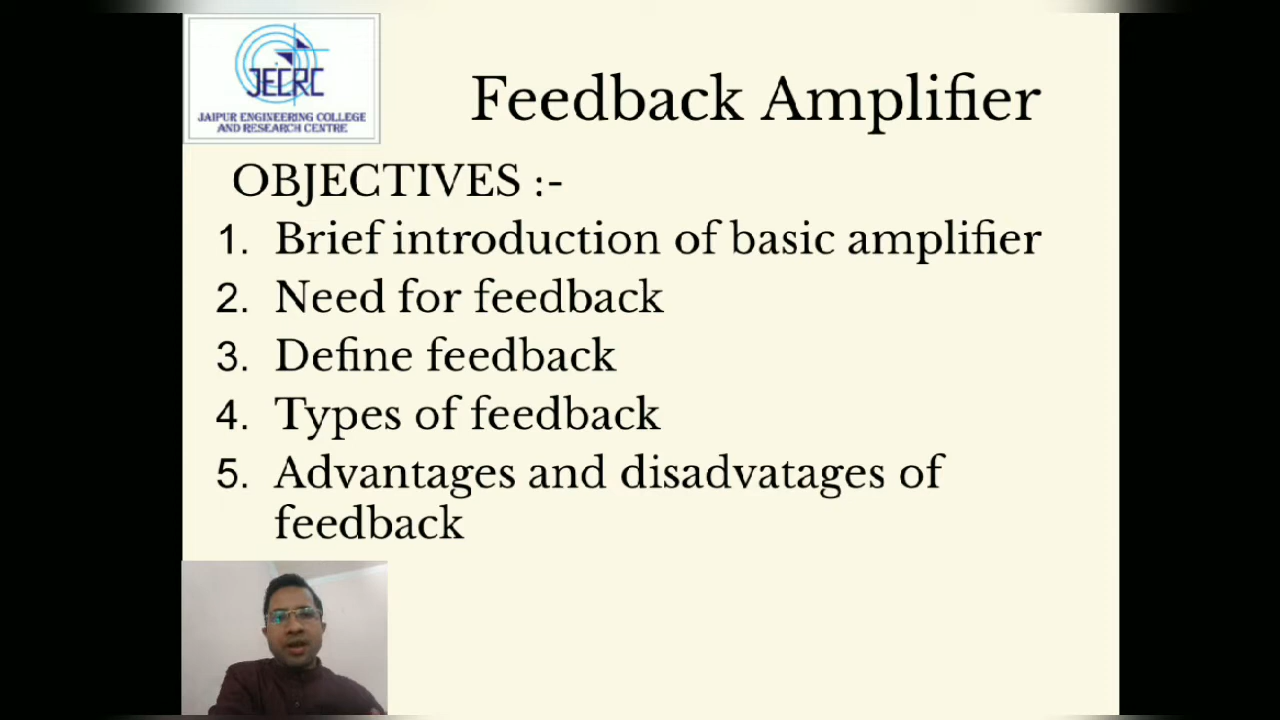 JECRC
JAIPUR ENGINEERING COLLEGE
AND RESEARCH CENTRE
Feedback Amplifier
OBJECTIVES :-
1. Brief introduction of basic amplifier
2. Need for feedback
3. Define feedback
4. Types of feedback
5. Advantages and disadvatages of
feedback